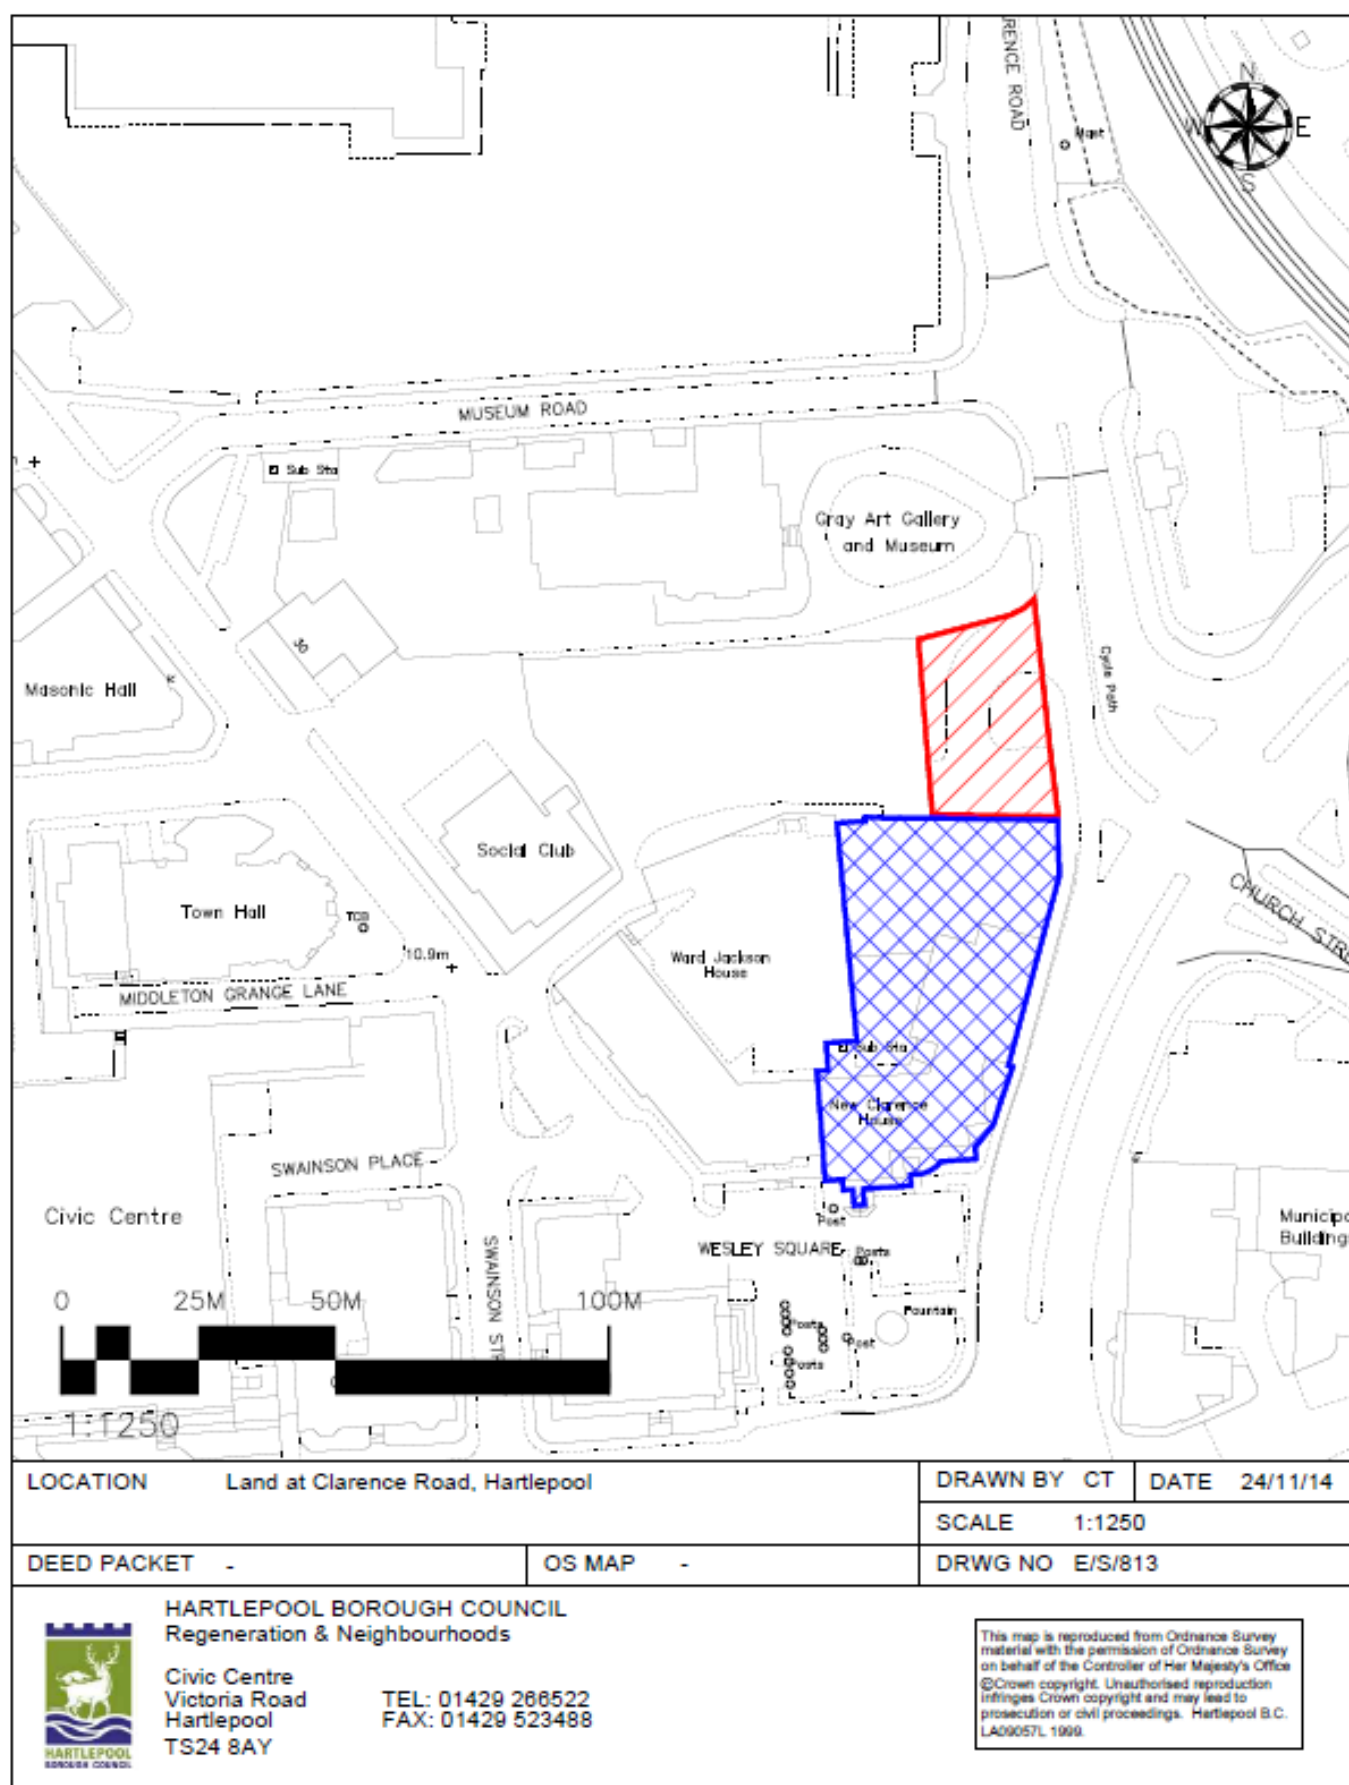 RENCE ROAD
N
W
E
S
Mast
MUSEUM ROAD
Sub Sta
Gray Art Gallery
and Museum
Masonic Hall
Cycle Path
Social Club
Town Hall
TCB
10.9m
CHURCH STRE
Ward Jackson
House
MIDDLETON GRANGE LANE
Sub Sta
New Clarence
House
SWAINSON PLACE
Civic Centre
Post
WESLEY SQUARE
Posts
Municipa
Building
SWAINSON STR
0 25M 50M 100M
Fountain
Posts
Post
Posts
1:1250
LOCATION Land at Clarence Road, Hartlepool
DRAWN BY CT DATE 24/11/14
SCALE 1:1250
DEED PACKET - OS MAP - DRWG NO E/S/813
HARTLEPOOL BOROUGH COUNCIL
Regeneration & Neighbourhoods
Civic Centre
Victoria Road TEL: 01429 266522
Hartlepool FAX: 01429 523488
TS24 8AY
HARTLEPOOL
BOROUGH COUNCIL
This map is reproduced from Ordnance Survey
material with the permission of Ordnance Survey
on behalf of the Controller of Her Majesty's Office
©Crown copyright. Unauthorised reproduction
infringes Crown copyright and may lead to
prosecution or civil proceedings. Hartlepool B.C.
LA09057L 1999.